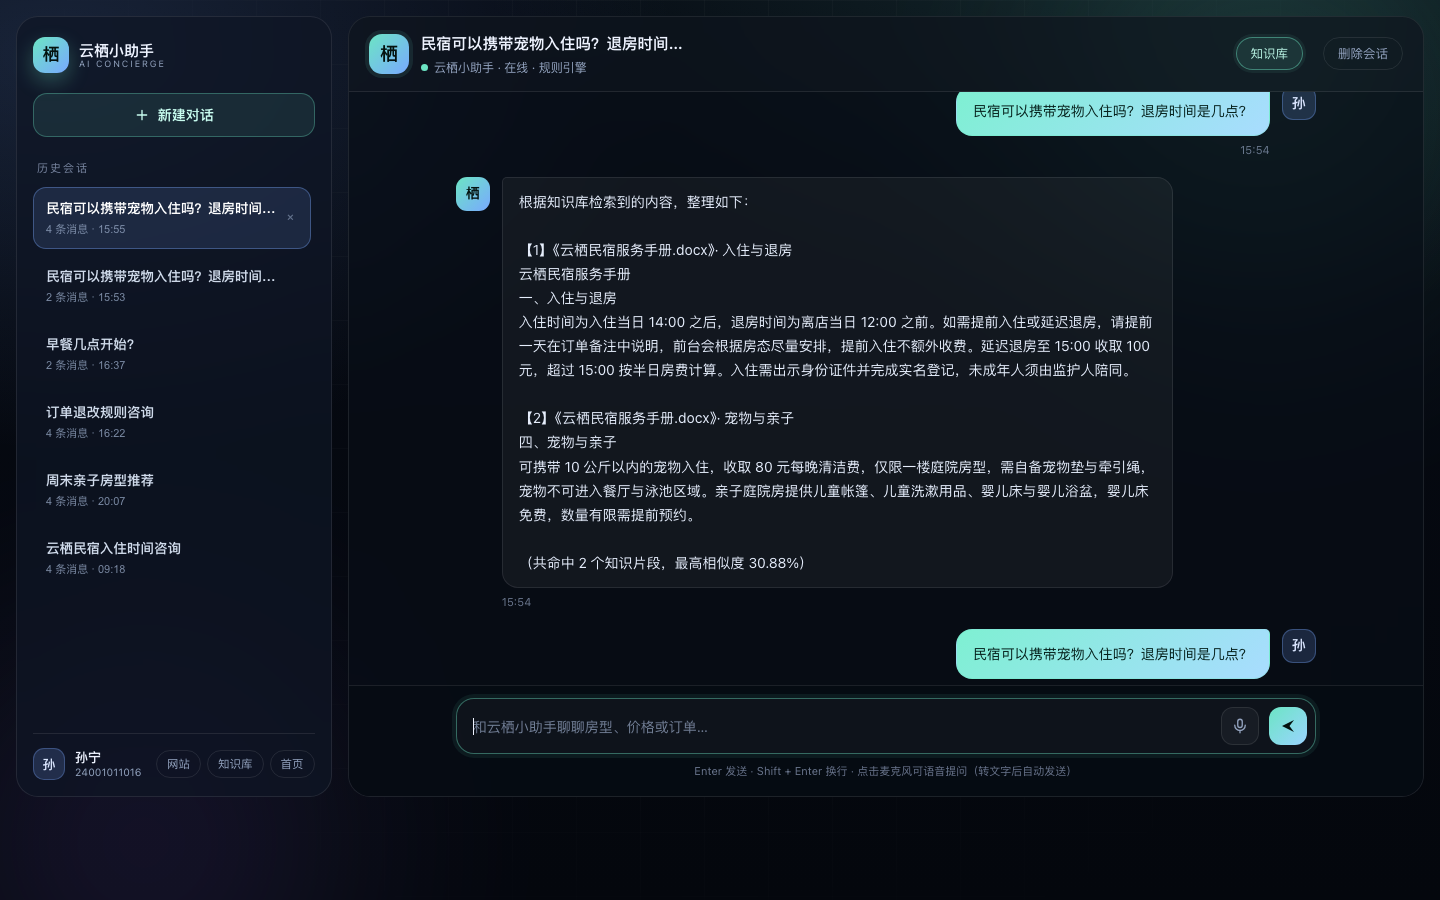 栖
云栖小助手
AI CONCIERGE
+ 新建对话
历史会话
民宿可以携带宠物入住吗？退房时间...
4 条消息 · 15:55
×
民宿可以携带宠物入住吗？退房时间...
2 条消息 · 15:53
早餐几点开始?
2 条消息 · 16:37
订单退改规则咨询
4 条消息 · 16:22
周末亲子房型推荐
4 条消息 · 20:07
云栖民宿入住时间咨询
4 条消息 · 09:18
孙
孙宁
24001011016
网站
知识库
首页
栖
民宿可以携带宠物入住吗？退房时间...
云栖小助手 · 在线 · 规则引擎
知识库
删除会话
民宿可以携带宠物入住吗？退房时间是几点？
孙
15:54
栖
根据知识库检索到的内容，整理如下：
【1】《云栖民宿服务手册.docx》· 入住与退房
云栖民宿服务手册
一、入住与退房
入住时间为入住当日 14:00 之后，退房时间为离店当日 12:00 之前。如需提前入住或延迟退房，请提前
一天在订单备注中说明，前台会根据房态尽量安排，提前入住不额外收费。延迟退房至 15:00 收取 100
元，超过 15:00 按半日房费计算。入住需出示身份证件并完成实名登记，未成年人须由监护人陪同。
【2】《云栖民宿服务手册.docx》· 宠物与亲子
四、宠物与亲子
可携带 10 公斤以内的宠物入住，收取 80 元每晚清洁费，仅限一楼庭院房型，需自备宠物垫与牵引绳，
宠物不可进入餐厅与泳池区域。亲子庭院房提供儿童帐篷、儿童洗漱用品、婴儿床与婴儿浴盆，婴儿床
免费，数量有限需提前预约。
（共命中 2 个知识片段，最高相似度 30.88%）
15:54
民宿可以携带宠物入住吗？退房时间是几点？
孙
和云栖小助手聊聊房型、价格或订单...
Enter 发送 · Shift + Enter 换行 · 点击麦克风可语音提问（转文字后自动发送）